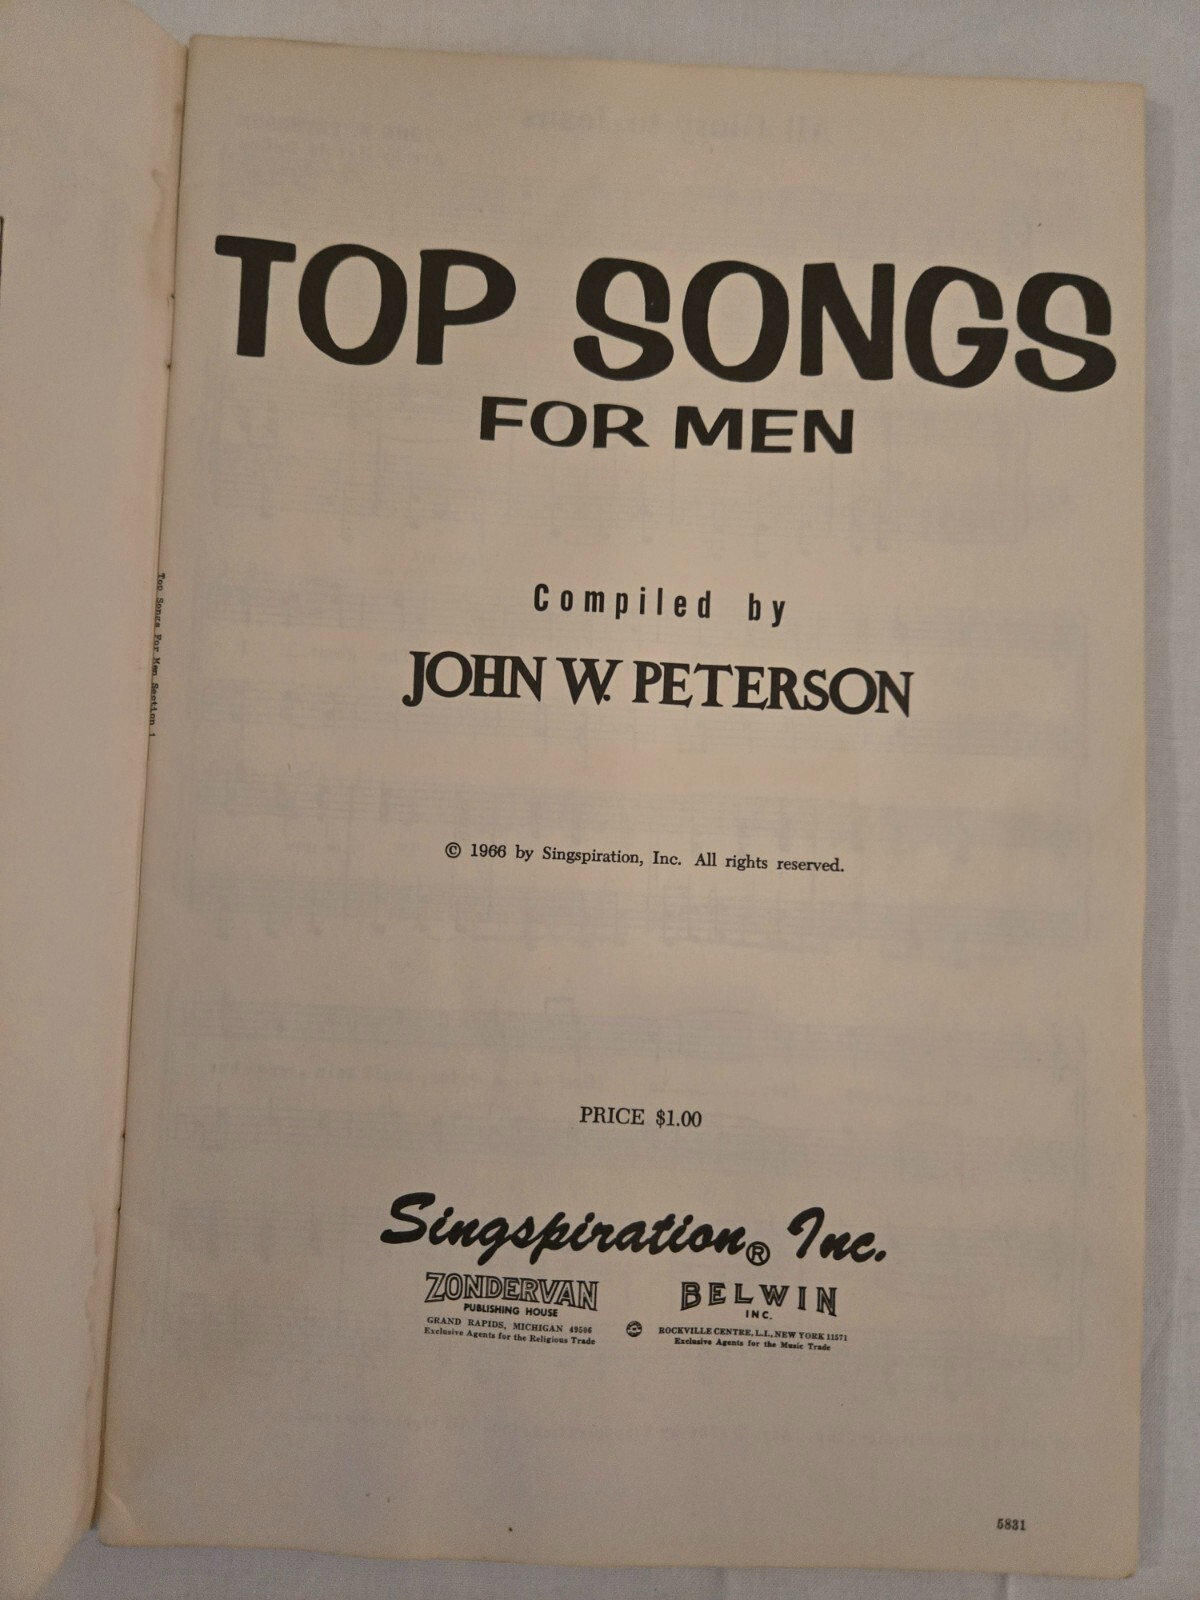 TOP SONGS
FOR MEN
Compiled by
JOHN W. PETERSON
© 1966 by Singspiration, Inc. All rights reserved.
PRICE $1.00
Singspiration® Inc.
ZONDERVAN
PUBLISHING HOUSE
GRAND RAPIDS, MICHIGAN 49506
Exclusive Agents for the Religious Trade
BELWIN
INC.
ROCKVILLE CENTRE, L.I., NEW YORK 11571
Exclusive Agents for the Music Trade
5831
Top Songs For Men Section 1